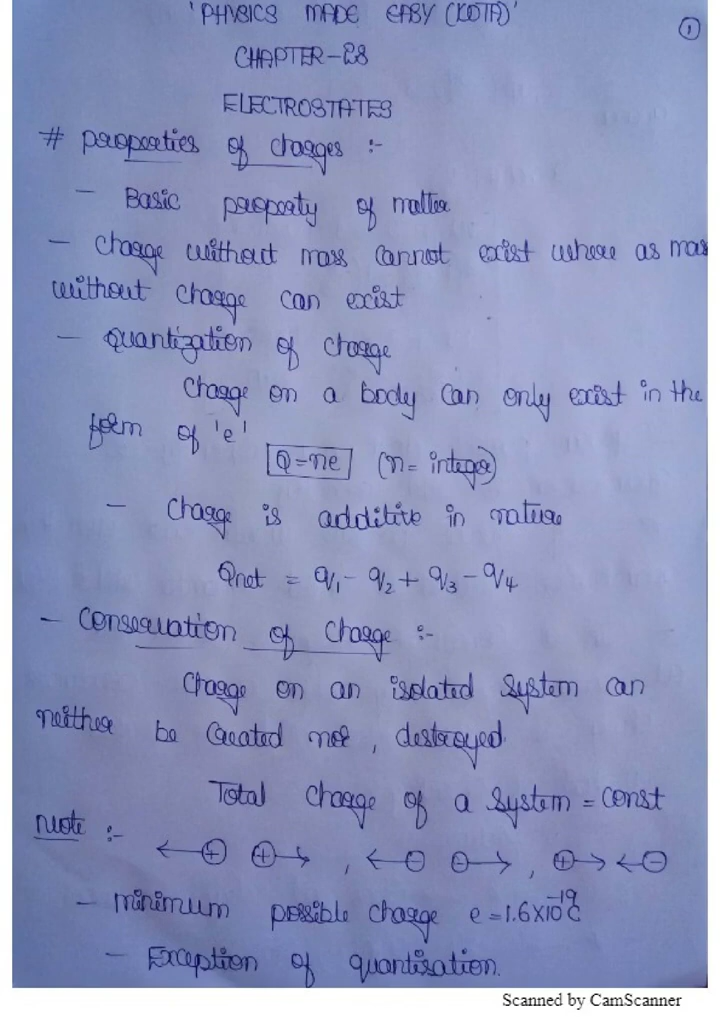 'PHYSICS MADE EASY (KOTA)'
1
CHAPTER-28
ELECTROSTATES
# properties of charges :-
- Basic property of matter
- charge without mass cannot exist where as mas
without charge can exist
- quantization of charge
charge on a body can only exist in the
form of 'e'
Q=ne (n= integer)
- charge is additive in nature
Qnet = q1 - q2 + q3 - q4
- Conservation of charge :-
charge on an isolated system can
neither be created nor, destroyed.
Total charge of a system = const
note :-
←⊕ ⊕→ , ←⊖ ⊖→ , ⊕→ ←⊖
- minimum possible charge e = 1.6×10⁻¹⁹C
- Exception of quantisation.
Scanned by CamScanner